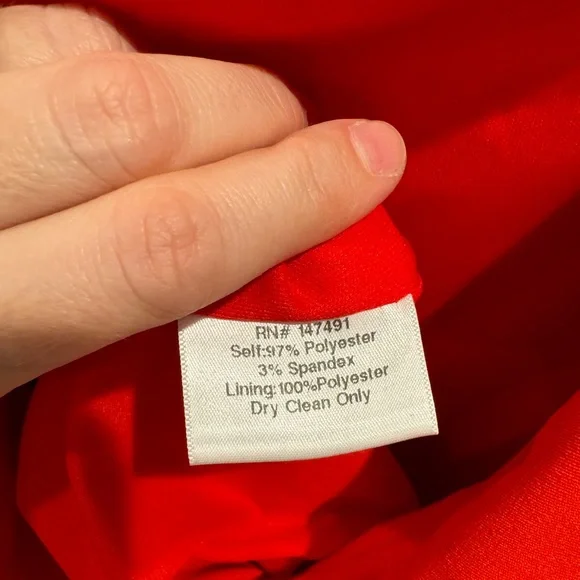 RN# 147491
Self:97% Polyester
3% Spandex
Lining:100%Polyester
Dry Clean Only